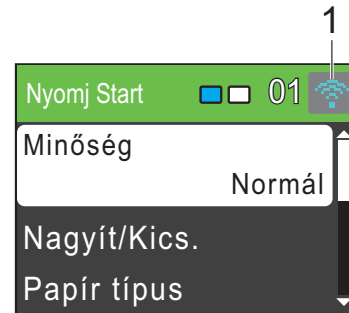 1
Nyomj Start 01
Minőség
Normál
Nagyít/Kics.
Papír típus